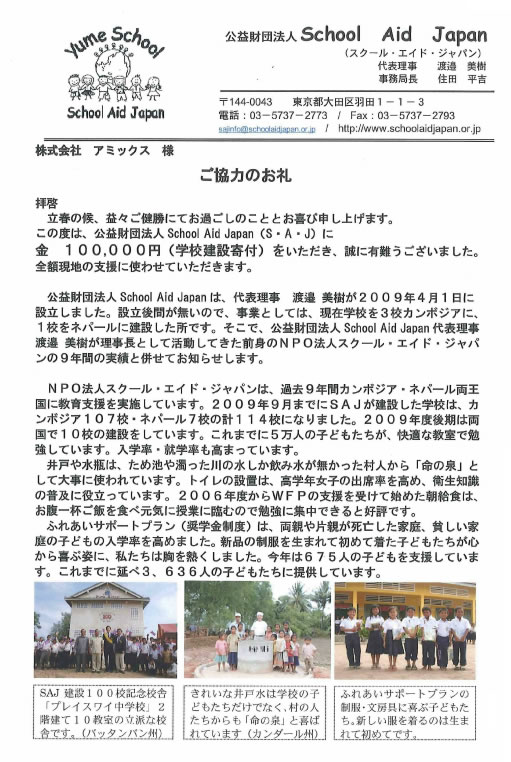 Yume School
School Aid Japan
公益財団法人 School Aid Japan
（スクール・エイド・ジャパン）
代表理事 渡邉 美樹
事務局長 住田 平吉
〒144-0043 東京都大田区羽田１－１－３
電話：03－5737－2773 / Fax：03－5737－2793
sajinfo@schoolaidjapan.or.jp / http://www.schoolaidjapan.or.jp
株式会社 アミックス 様
ご協力のお礼
拝啓
立春の候、益々ご健勝にてお過ごしのこととお喜び申し上げます。
この度は、公益財団法人 School Aid Japan（Ｓ・Ａ・Ｊ）に
金 １００,０００円（学校建設寄付）をいただき、誠に有難うございました。
全額現地の支援に使わせていただきます。
公益財団法人 School Aid Japan は、代表理事 渡邉 美樹が２００９年４月１日に
設立しました。設立後間が無いので、事業としては、現在学校を３校カンボジアに、
１校をネパールに建設した所です。そこで、公益財団法人 School Aid Japan 代表理事
渡邉 美樹が理事長として活動してきた前身のＮＰＯ法人スクール・エイド・ジャパ
ンの９年間の実績と併せてお知らせします。
ＮＰＯ法人スクール・エイド・ジャパンは、過去９年間カンボジア・ネパール両王
国に教育支援を実施しています。２００９年９月までにＳＡＪが建設した学校は、カ
ンボジア１０７校・ネパール７校の計１１４校になりました。２００９年度後期は両
国で１０校の建設をしています。これまでに５万人の子どもたちが、快適な教室で勉
強しています。入学率・就学率も高まっています。
井戸や水瓶は、ため池や濁った川の水しか飲み水が無かった村人から「命の泉」と
して大事に使われています。トイレの設置は、高学年女子の出席率を高め、衛生知識
の普及に役立っています。２００６年度からＷＦＰの支援を受けて始めた朝給食は、
お腹一杯ご飯を食べ元気に授業に臨むので勉強に集中できると好評です。
ふれあいサポートプラン（奨学金制度）は、両親や片親が死亡した家庭、貧しい家
庭の子どもの入学率を高めました。新品の制服を生まれて初めて着た子どもたちが心
から喜ぶ姿に、私たちは胸を熱くしました。今年は６７５人の子どもを支援していま
す。これまでに延べ３、６３６人の子どもたちに提供しています。
SAJ 建設１００校記念校舎
「プレイスワイ中学校」２
階建て１０教室の立派な校
舎です。（バッタンバン州）
きれいな井戸水は学校の子
どもたちだけでなく、村の人
たちからも「命の泉」と喜ば
れています（カンダール州）
ふれあいサポートプランの
制服・文房具に喜ぶ子どもた
ち。新しい服を着るのは生ま
れて初めてです。